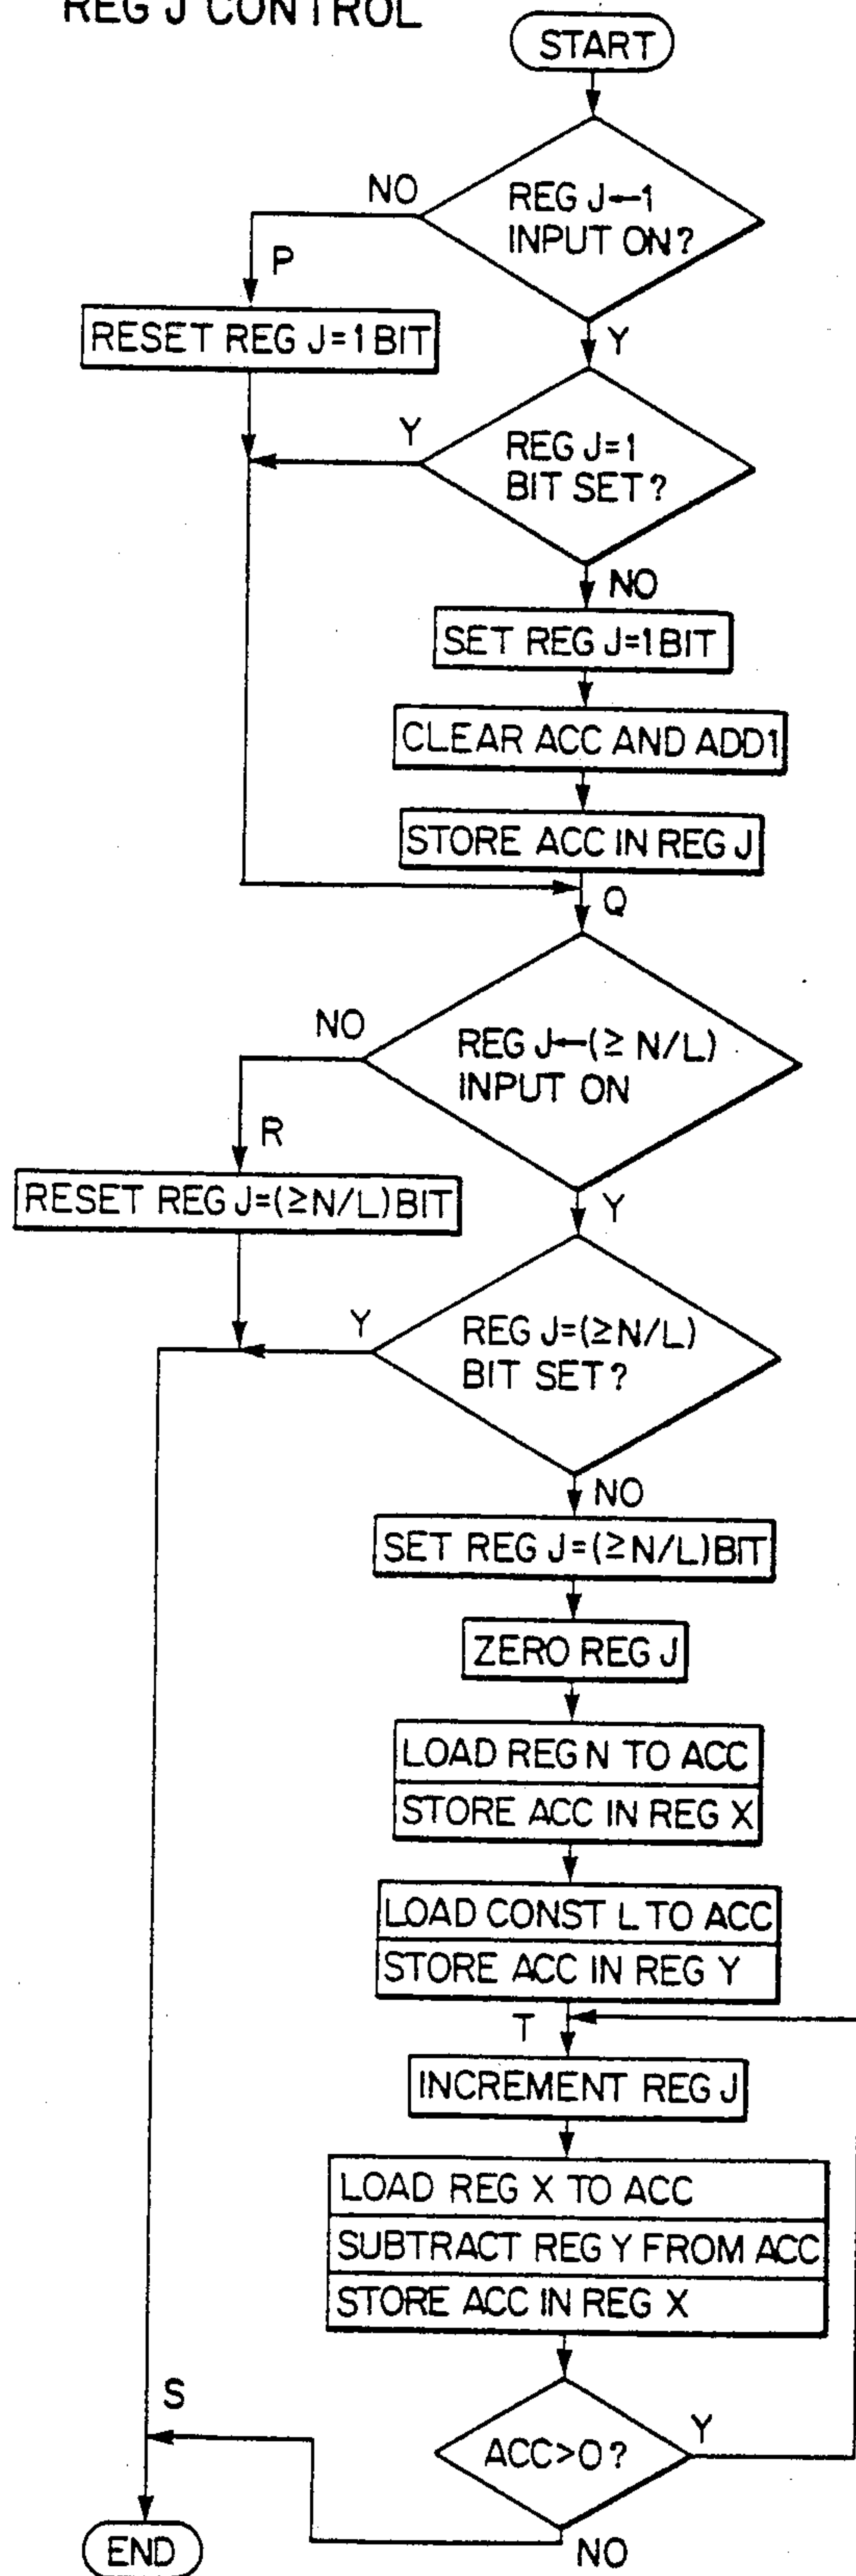 REG J CONTROL
START
REG J←1
INPUT ON?
NO
P
RESET REG J=1 BIT
Y
REG J=1
BIT SET?
Y
NO
SET REG J=1 BIT
CLEAR ACC AND ADD 1
STORE ACC IN REG J
Q
REG J←(≥ N/L)
INPUT ON
NO
R
RESET REG J=(≥N/L) BIT
Y
REG J=(≥N/L)
BIT SET?
Y
NO
SET REG J=(≥N/L) BIT
ZERO REG J
LOAD REG N TO ACC
STORE ACC IN REG X
LOAD CONST L TO ACC
STORE ACC IN REG Y
T
INCREMENT REG J
LOAD REG X TO ACC
SUBTRACT REG Y FROM ACC
STORE ACC IN REG X
S
ACC>0?
Y
NO
END